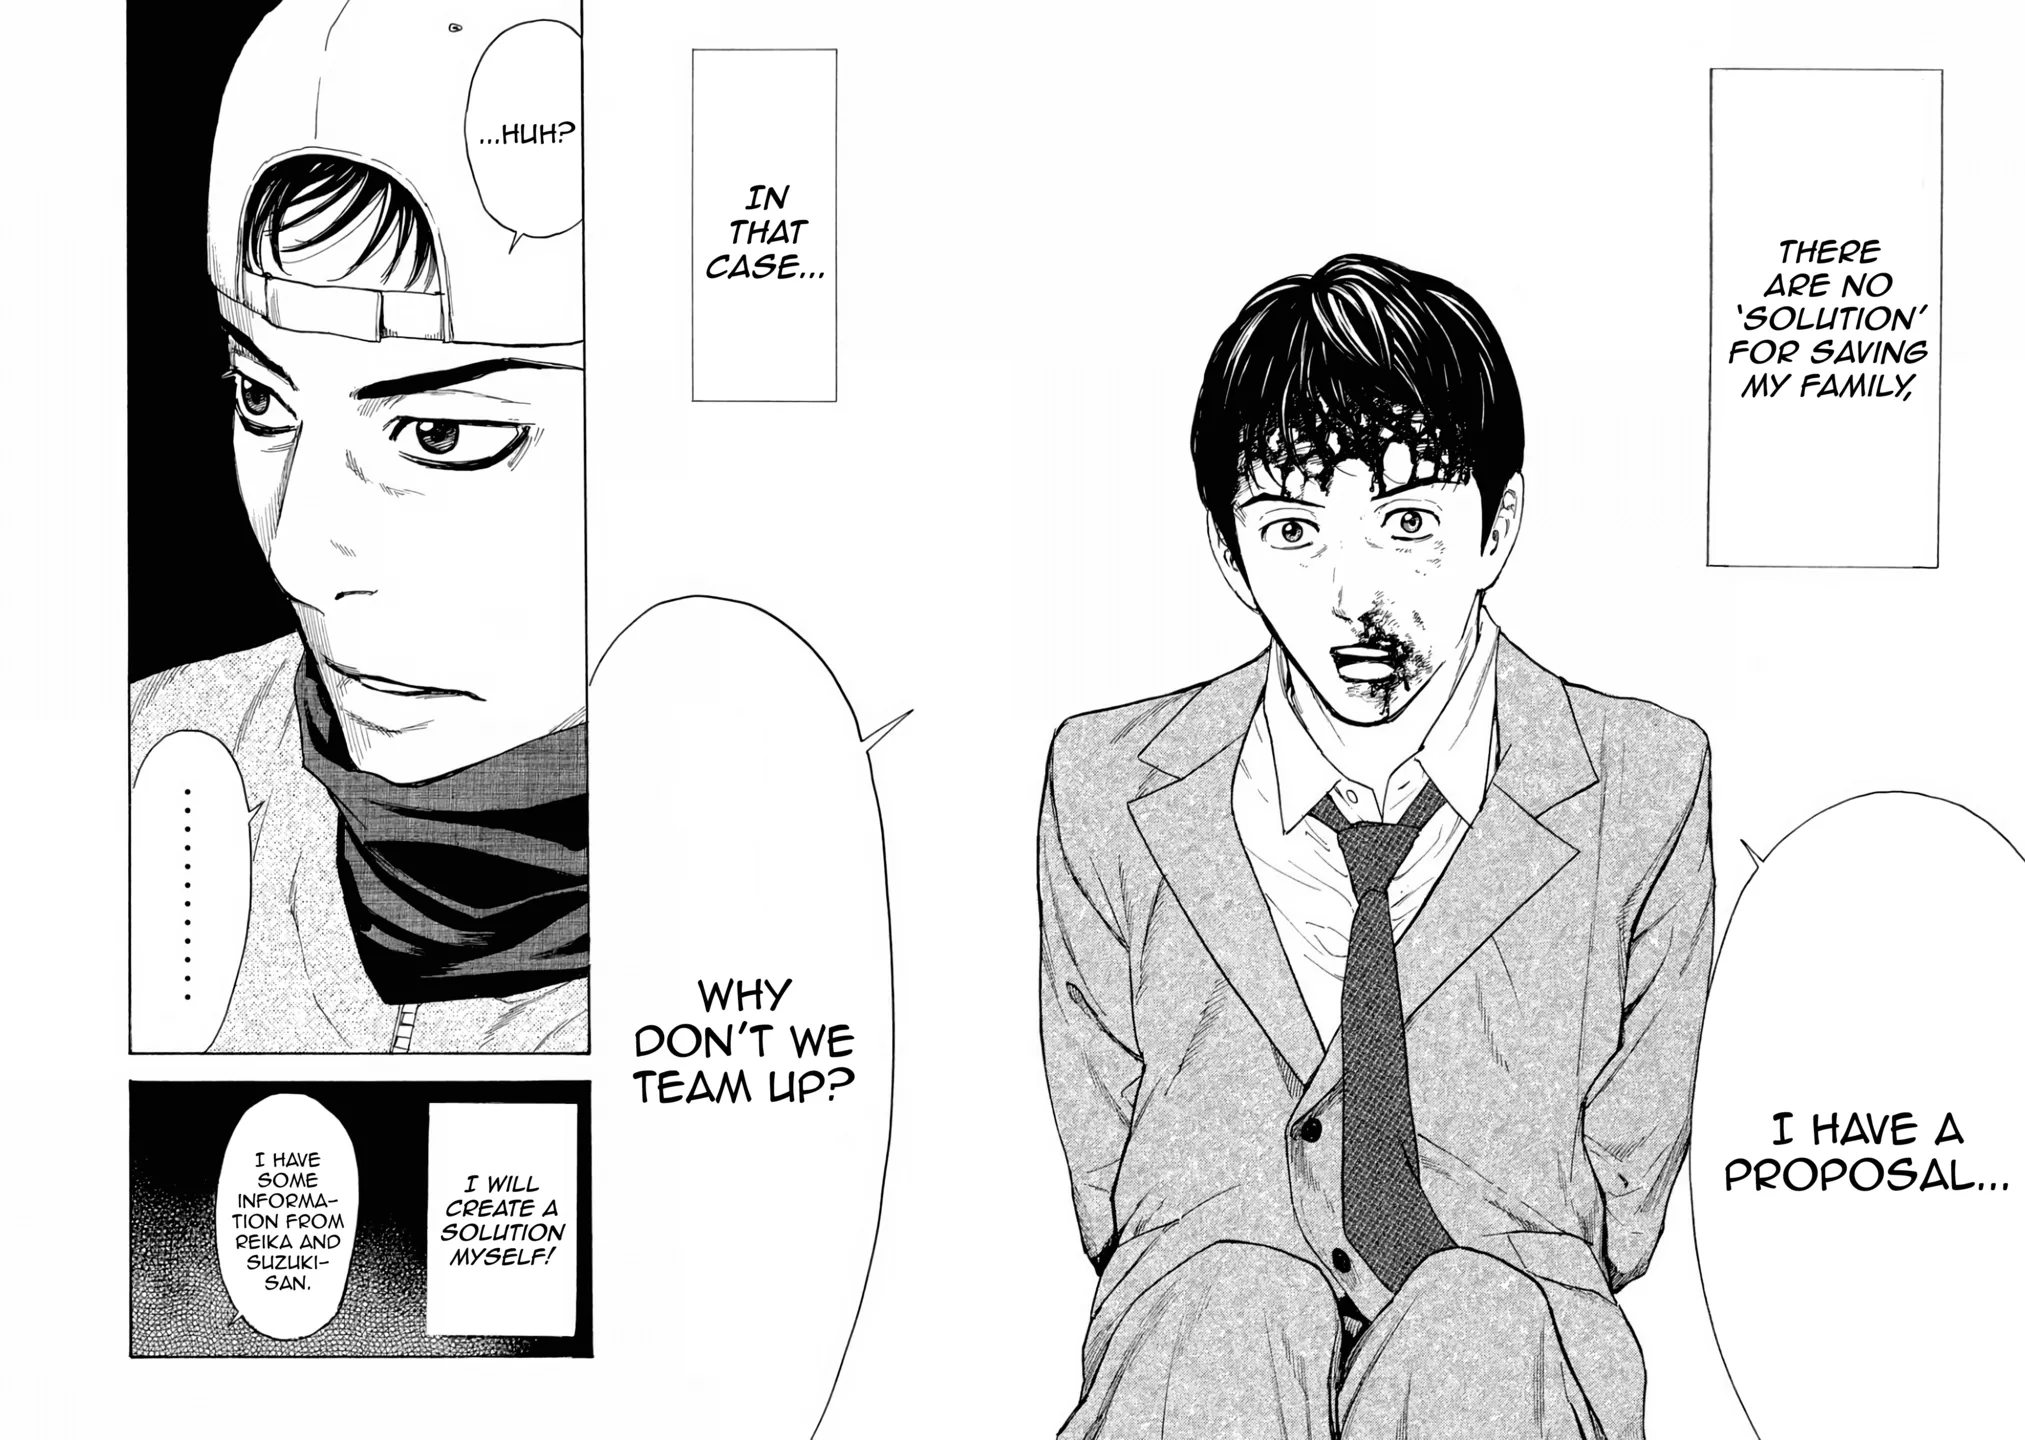 THERE
ARE NO
'SOLUTION'
FOR SAVING
MY FAMILY,
I HAVE A
PROPOSAL...
IN
THAT
CASE...
WHY
DON'T WE
TEAM UP?
...HUH?
..........
I WILL
CREATE A
SOLUTION
MYSELF!
I HAVE
SOME
INFORMA-
TION FROM
REIKA AND
SUZUKI-
SAN.